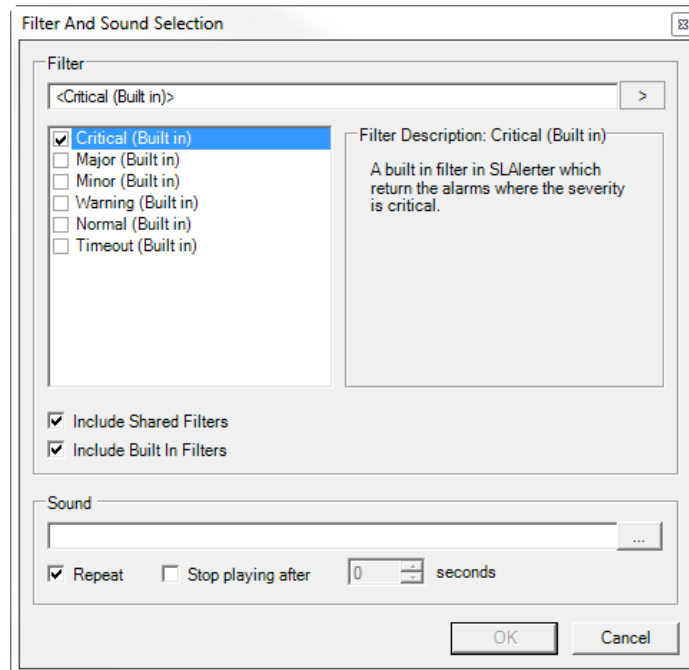 Filter And Sound Selection
Filter
<Critical (Built in)>
>
Critical (Built in)
Major (Built in)
Minor (Built in)
Warning (Built in)
Normal (Built in)
Timeout (Built in)
Filter Description: Critical (Built in)
A built in filter in SLAlerter which
return the alarms where the severity
is critical.
Include Shared Filters
Include Built In Filters
Sound
...
Repeat
Stop playing after
0
seconds
OK
Cancel